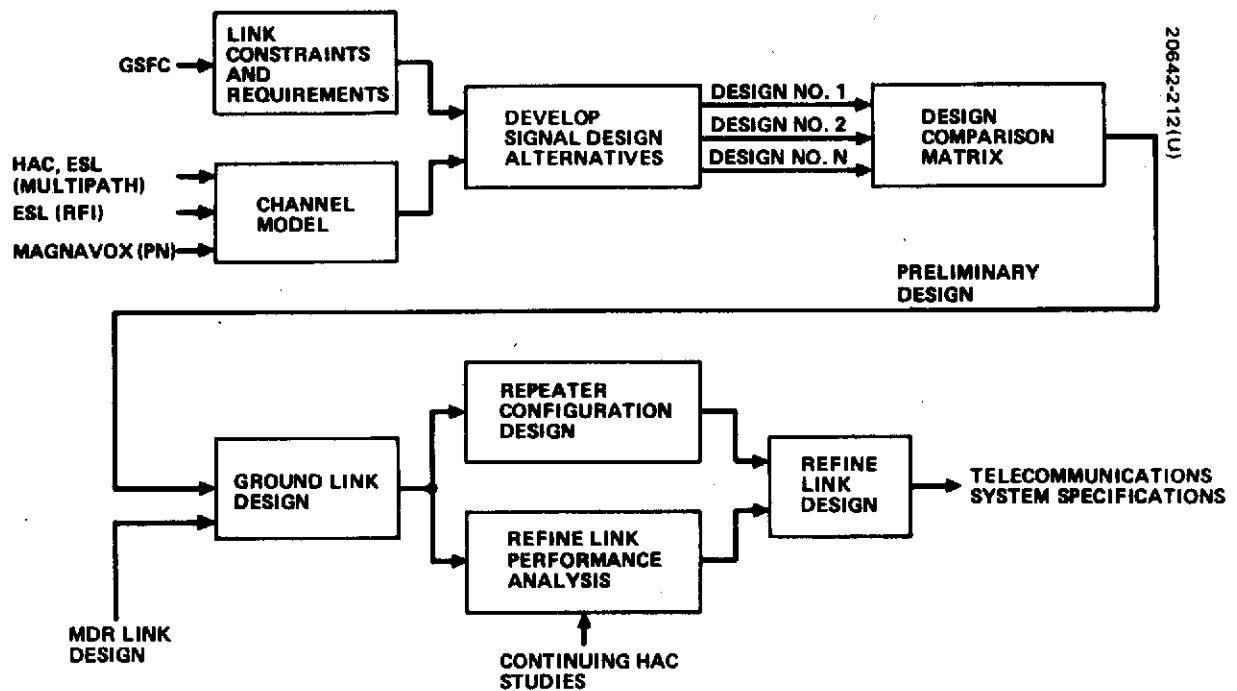 LINK
CONSTRAINTS
AND
REQUIREMENTS
GSFC
HAC, ESL
(MULTIPATH)
ESL (RFI)
MAGNAVOX (PN)
CHANNEL
MODEL
DEVELOP
SIGNAL DESIGN
ALTERNATIVES
DESIGN NO. 1
DESIGN NO. 2
DESIGN NO. N
DESIGN
COMPARISON
MATRIX
20642-212(U)
PRELIMINARY
DESIGN
GROUND LINK
DESIGN
MDR LINK
DESIGN
REPEATER
CONFIGURATION
DESIGN
REFINE LINK
PERFORMANCE
ANALYSIS
CONTINUING HAC
STUDIES
REFINE
LINK
DESIGN
TELECOMMUNICATIONS
SYSTEM SPECIFICATIONS